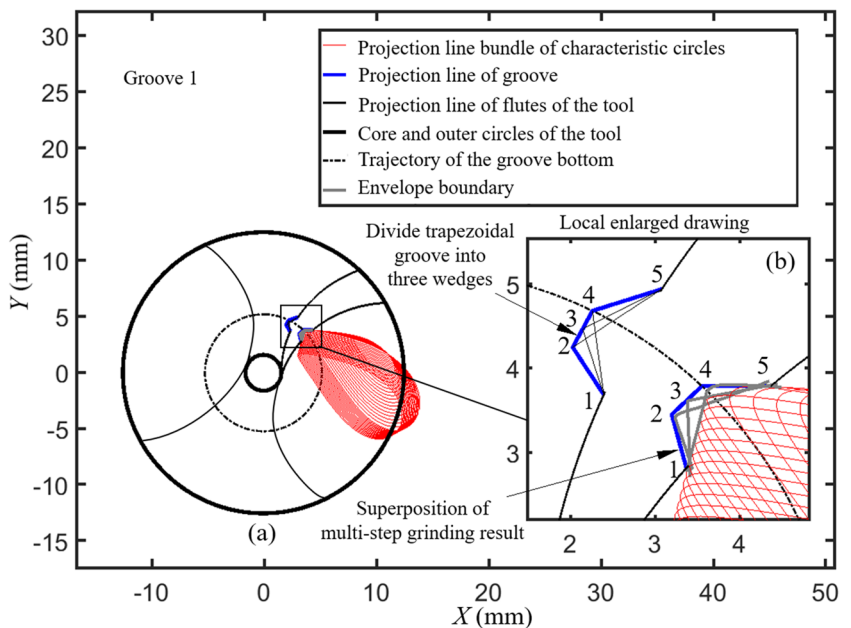 30
25
20
15
10
5
0
-5
-10
-15
Y (mm)
Groove 1
Projection line bundle of characteristic circles
Projection line of groove
Projection line of flutes of the tool
Core and outer circles of the tool
Trajectory of the groove bottom
Envelope boundary
Divide trapezoidal
groove into
three wedges
Local enlarged drawing
(b)
5
4
3
5
4
3
2
1
5
4
3
2
1
2
3
4
Superposition of
multi-step grinding result
(a)
-10
0
10
20
30
40
50
X (mm)